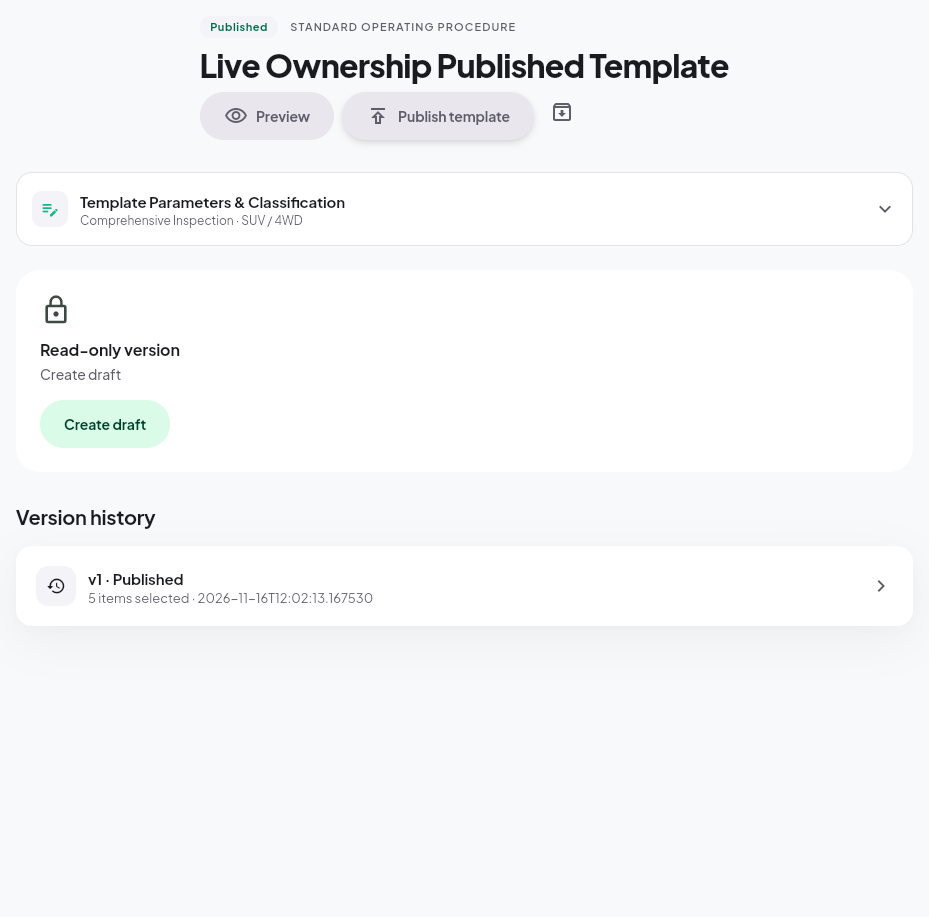 Published STANDARD OPERATING PROCEDURE
Live Ownership Published Template
Preview Publish template
Template Parameters & Classification
Comprehensive Inspection · SUV / 4WD
Read-only version
Create draft
Create draft
Version history
v1 · Published
5 items selected · 2026-11-16T12:02:13.167530